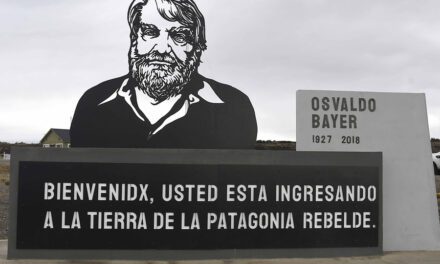 OSVALDO
BAYER
1927 2018
BIENVENIDX, USTED ESTA INGRESANDO
A LA TIERRA DE LA PATAGONIA REBELDE.